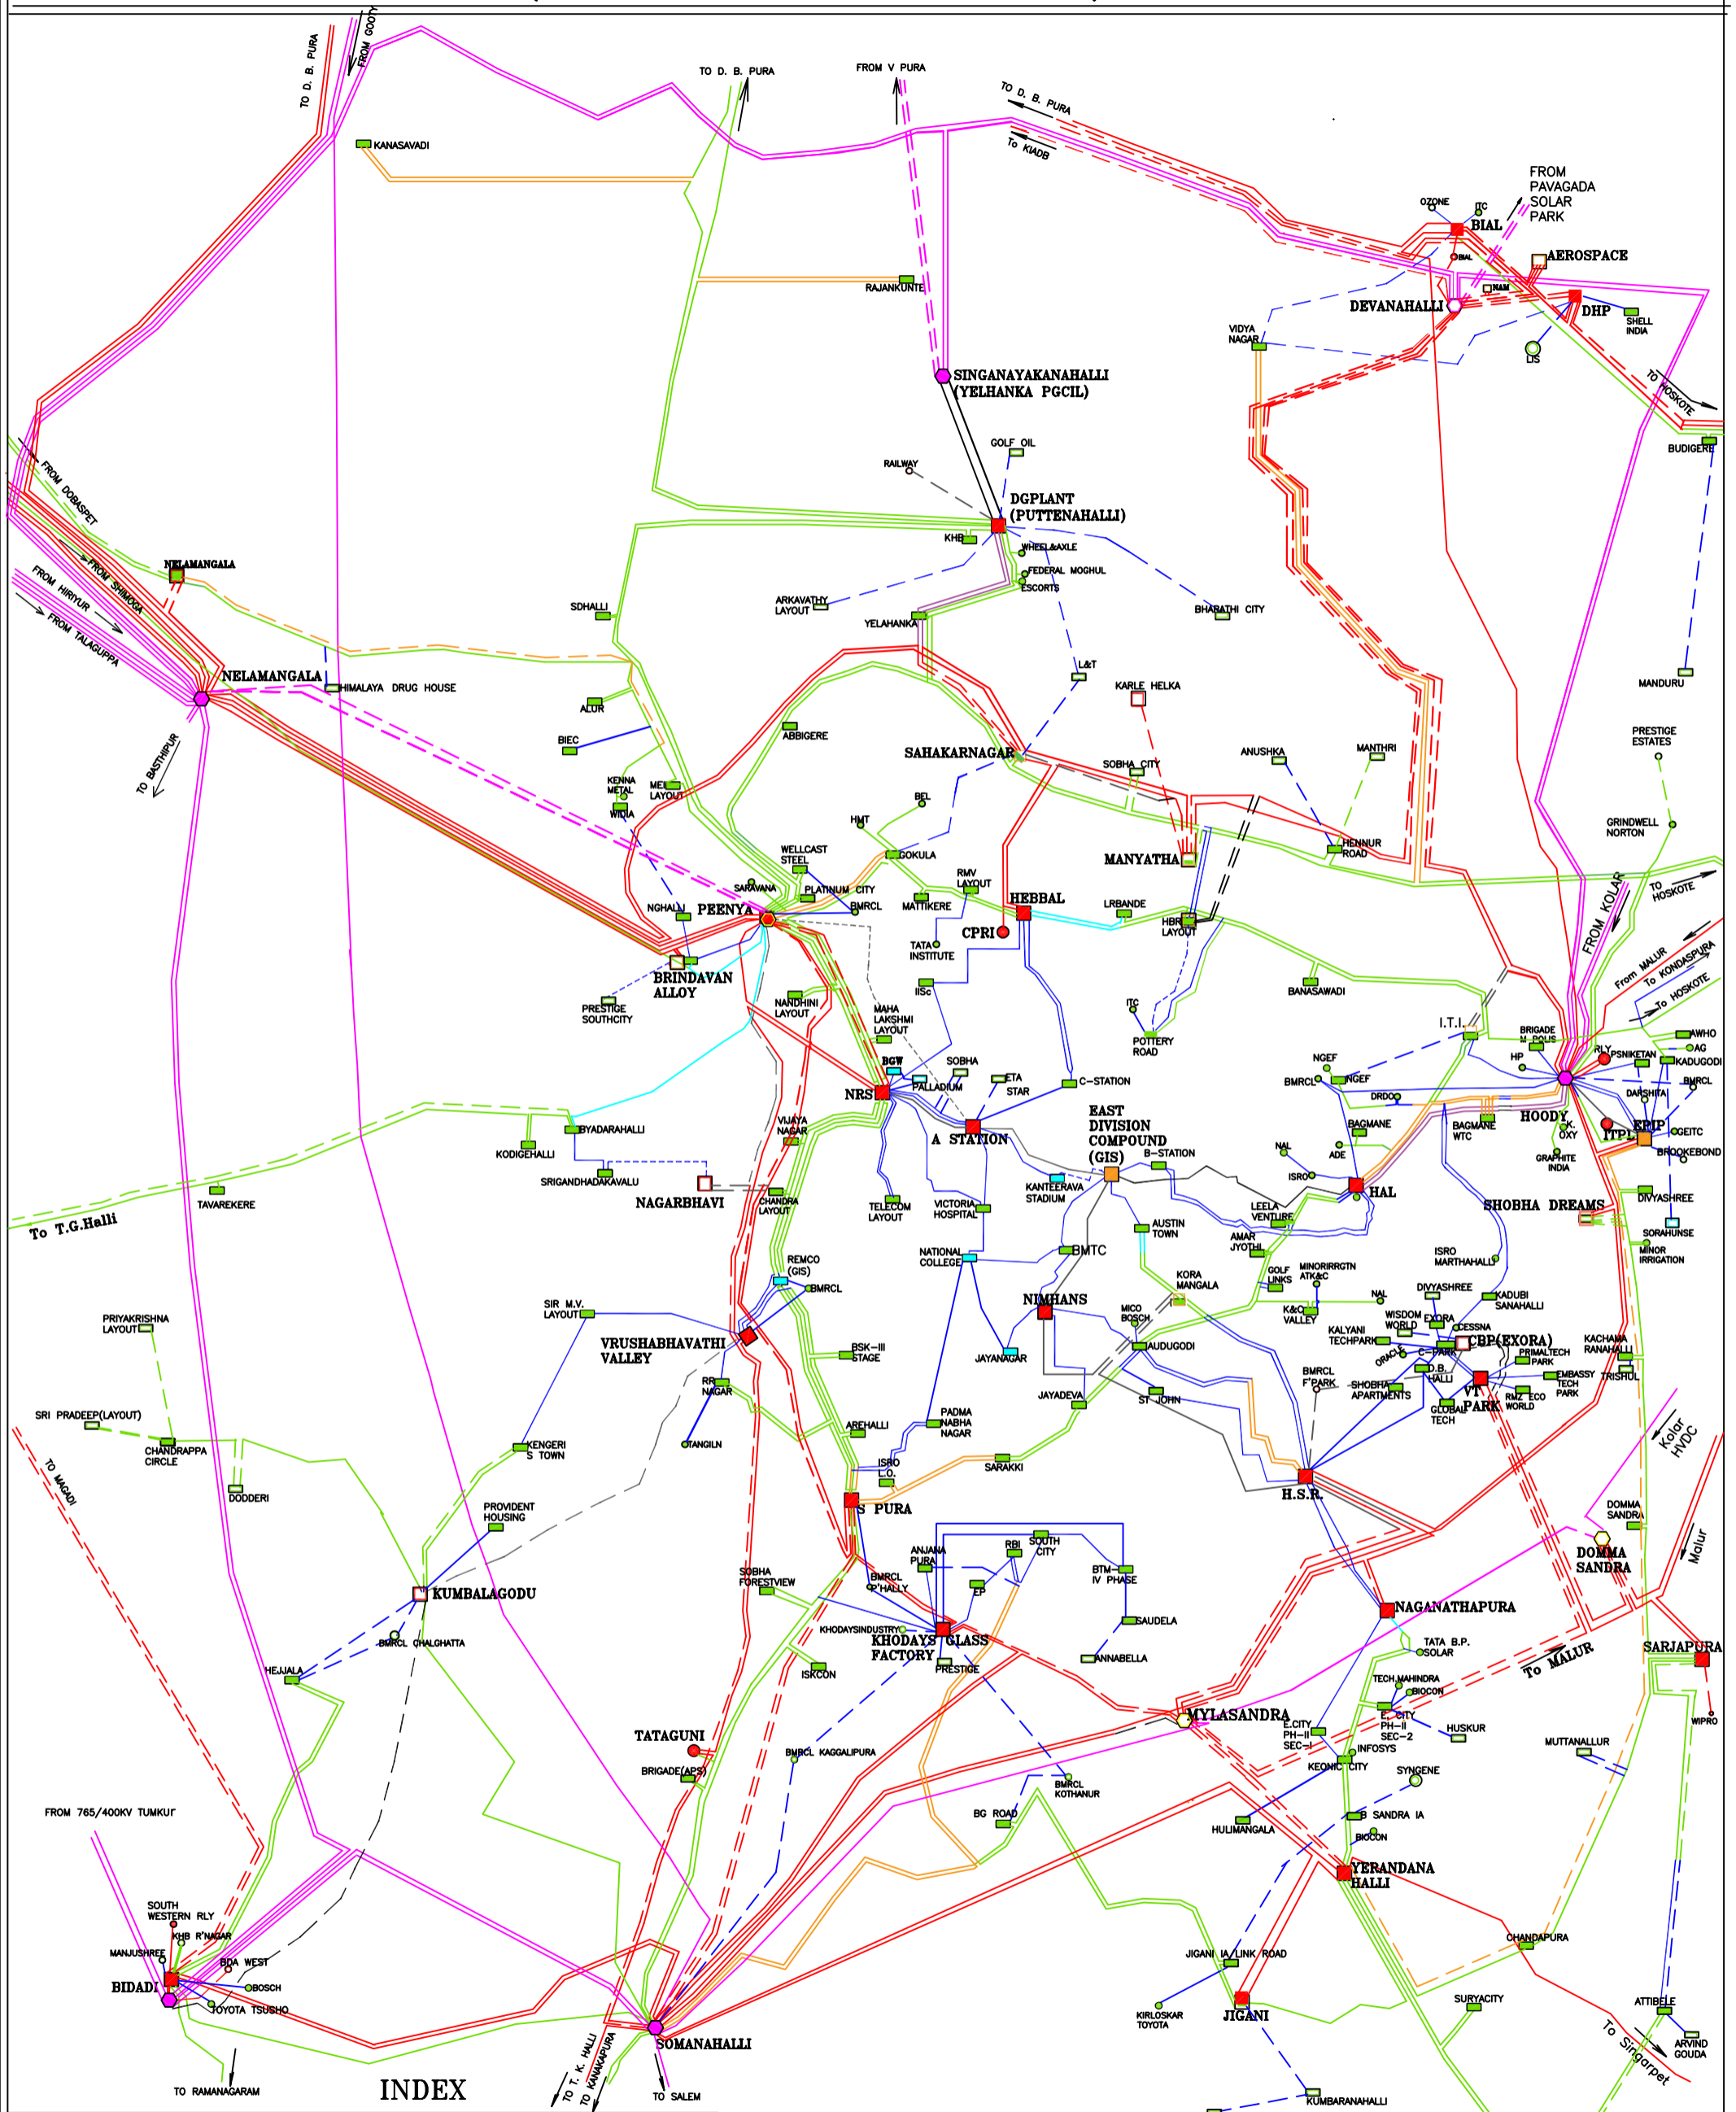 TO D. B. PURA
FROM GOOTY
TO D. B. PURA
FROM V PURA
TO D. B. PURA
To KIADB
KANASAVADI
FROM
PAVAGADA
SOLAR
PARK
OZONE
ITC
BIAL
BIAL
AEROSPACE
RAJANKUNTE
NAM
DEVANAHALLI
DHP
SHELL
INDIA
VIDYA
NAGAR
LIS
SINGANAYAKANAHALLI
(YELHANKA PGCIL)
TO HOSKOTE
GOLF OIL
BUDIGERE
FROM DOBASPET
RAILWAY
DGPLANT
(PUTTENAHALLI)
KHB
WHEEL&AXLE
FEDERAL MOGHUL
ESCORTS
NELAMANGALA
FROM SHIMOGA
FROM HIRIYUR
FROM TALAGUPPA
SDHALLI
ARKAVATHY
LAYOUT
YELAHANKA
BHARATHI CITY
NELAMANGALA
HIMALAYA DRUG HOUSE
L&T
MANDURU
KARLE HELKA
ALUR
ABBIGERE
BIEC
TO BASTHIPUR
SAHAKARNAGAR
SOBHA CITY
ANUSHKA
MANTHRI
PRESTIGE
ESTATES
KENNA
METAL
WIDIA
MEI
LAYOUT
BEL
HMT
GRINDWELL
NORTON
WELLCAST
STEEL
GOKULA
MANYATHA
HENNUR
ROAD
SARAVANA
PLATINUM CITY
RMV
LAYOUT
TO
HOSKOTE
FROM KOLAR
NGHALLI
PEENYA
BMRCL
MATTIKERE
HEBBAL
LRBANDE
HBR
LAYOUT
CPRI
TATA
INSTITUTE
From MALUR
To KONDASPURA
To HOSKOTE
BRINDAVAN
ALLOY
IISc
BANASAWADI
PRESTIGE
SOUTHCITY
NANDHINI
LAYOUT
MAHA
LAKSHMI
LAYOUT
ITC
POTTERY
ROAD
I.T.I.
BRIGADE
HP
RLY
PSNIKETAN
AWHO
AG
KADUGODI
BGW
PALLADIUM
SOBHA
ETA
STAR
C-STATION
NGEF
BMRCL
NGEF
BMRCL
NRS
DRDO
HOODY
DARSHITA
A STATION
EAST
DIVISION
COMPOUND
(GIS)
BAGMANE
BAGMANE
WTC
K.
OXY
ITPL
EPIP
GEITC
BYADARAHALLI
VIJAYA
NAGAR
KODIGEHALLI
B-STATION
NAL
ADE
GRAPHITE
INDIA
BROOKEBOND
SRIGANDHADAKAVALU
NAGARBHAVI
CHANDRA
LAYOUT
KANTEERAVA
STADIUM
ISRO
HAL
TAVAREKERE
TELECOM
LAYOUT
VICTORIA
HOSPITAL
LEELA
VENTURE
SHOBHA DREAMS
DIVYASHREE
To T.G.Halli
AUSTIN
TOWN
SORAHUNSE
NATIONAL
COLLEGE
BMTC
AMAR
JYOTHI
ISRO
MARTHAHALLI
MINOR
IRRIGATION
REMCO
(GIS)
BMRCL
KORA
MANGALA
GOLF
LINKS
MINORIRRGTN
ATK&C
NAL
DIVYASHREE
KADUBI
SANAHALLI
SIR M.V.
LAYOUT
NIMHANS
MICO
BOSCH
K&C
VALLEY
WISDOM
WORLD
EXORA
CESSNA
PRIYAKRISHNA
LAYOUT
VRUSHABHAVATHI
VALLEY
AUDUGODI
KALYANI
TECHPARK
CBP(EXORA)
KACHAMA
RANAHALLI
BSK-III
STAGE
JAYANAGAR
ORACLE
C-PARK
PRIMALTECH
PARK
TRISHUL
RR
NAGAR
BMRCL
F'PARK
D.B.
HALLI
VT
PARK
EMBASSY
TECH
PARK
JAYADEVA
ST JOHN
SHOBHA
APARTMENTS
GLOBAL
TECH
RMZ ECO
WORLD
SRI PRADEEP(LAYOUT)
CHANDRAPPA
CIRCLE
KENGERI
S TOWN
TANGILN
AREHALLI
PADMA
NABHA
NAGAR
Kolar
HVDC
TO MAGADI
ISRO
L.O.
SARAKKI
DODDERI
H.S.R.
PROVIDENT
HOUSING
S PURA
DOMMA
SANDRA
DOMMA
SANDRA
Malur
SOUTH
CITY
RBI
ANJANA
PURA
BTM-
IV PHASE
SOBHA
FORESTVIEW
BMRCL
P'HALLY
EP
KUMBALAGODU
NAGANATHAPURA
SAUDELA
BMRCL CHALGHATTA
KHODAYSINDUSTRY
KHODAYS GLASS
FACTORY
PRESTIGE
TATA B.P.
SOLAR
To MALUR
SARJAPURA
HEJJALA
ISKCON
ANNABELLA
TECH.MAHINDRA
BIOCON
E. CITY
PH-II
SEC-2
HUSKUR
WIPRO
MYLASANDRA
E.CITY
PH-II
SEC-I
TATAGUNI
BMRCL KAGGALIPURA
INFOSYS
KEONIC CITY
MUTTANALLUR
BRIGADE(APS)
BMRCL
KOTHANUR
SYNGENE
FROM 765/400KV TUMKUr
BG ROAD
HULIMANGALA
B SANDRA IA
BIOCON
YERANDANA
HALLI
SOUTH
WESTERN RLY
KHB R'NAGAR
MANJUSHREE
BDA WEST
BIDADI
BOSCH
TOYOTA TSUSHO
CHANDAPURA
JIGANI IA/LINK ROAD
KIRLOSKAR
TOYOTA
JIGANI
SURYACITY
ATTIBELE
ARVIND
GOUDA
To Singarpet
SOMANAHALLI
TO T. K. HALLI
TO KANAKAPURA
TO RAMANAGARAM
TO SALEM
KUMBARANAHALLI
INDEX